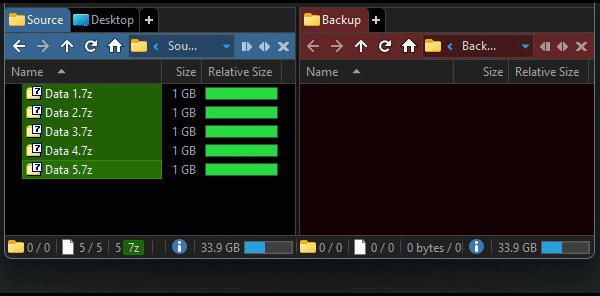 Source Desktop +
Backup +
Sou...
Back...
Name Size Relative Size
Name Size Relative Size
Data 1.7z 1 GB
Data 2.7z 1 GB
Data 3.7z 1 GB
Data 4.7z 1 GB
Data 5.7z 1 GB
0 / 0 5 / 5 5 7z 33.9 GB
0 / 0 0 / 0 0 bytes / 0 33.9 GB